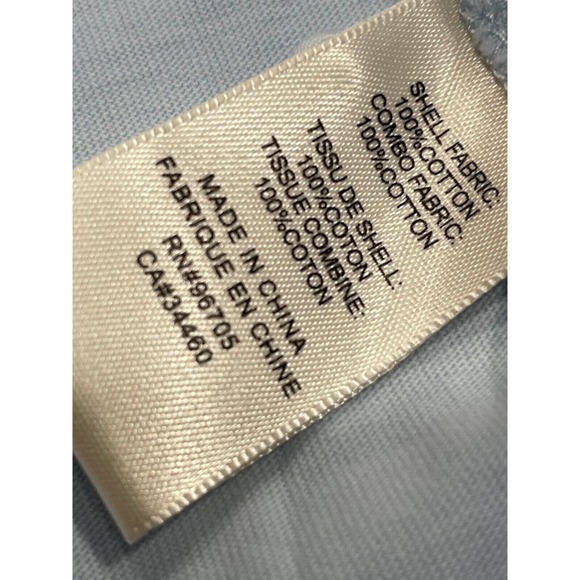 SHELL FABRIC:
100%COTTON
COMBO FABRIC:
100%COTTON
TISSU DE SHELL:
100%COTON
TISSUE COMBINE:
100%COTON
MADE IN CHINA
FABRIQUE EN CHINE
RN#96705
CA#34460